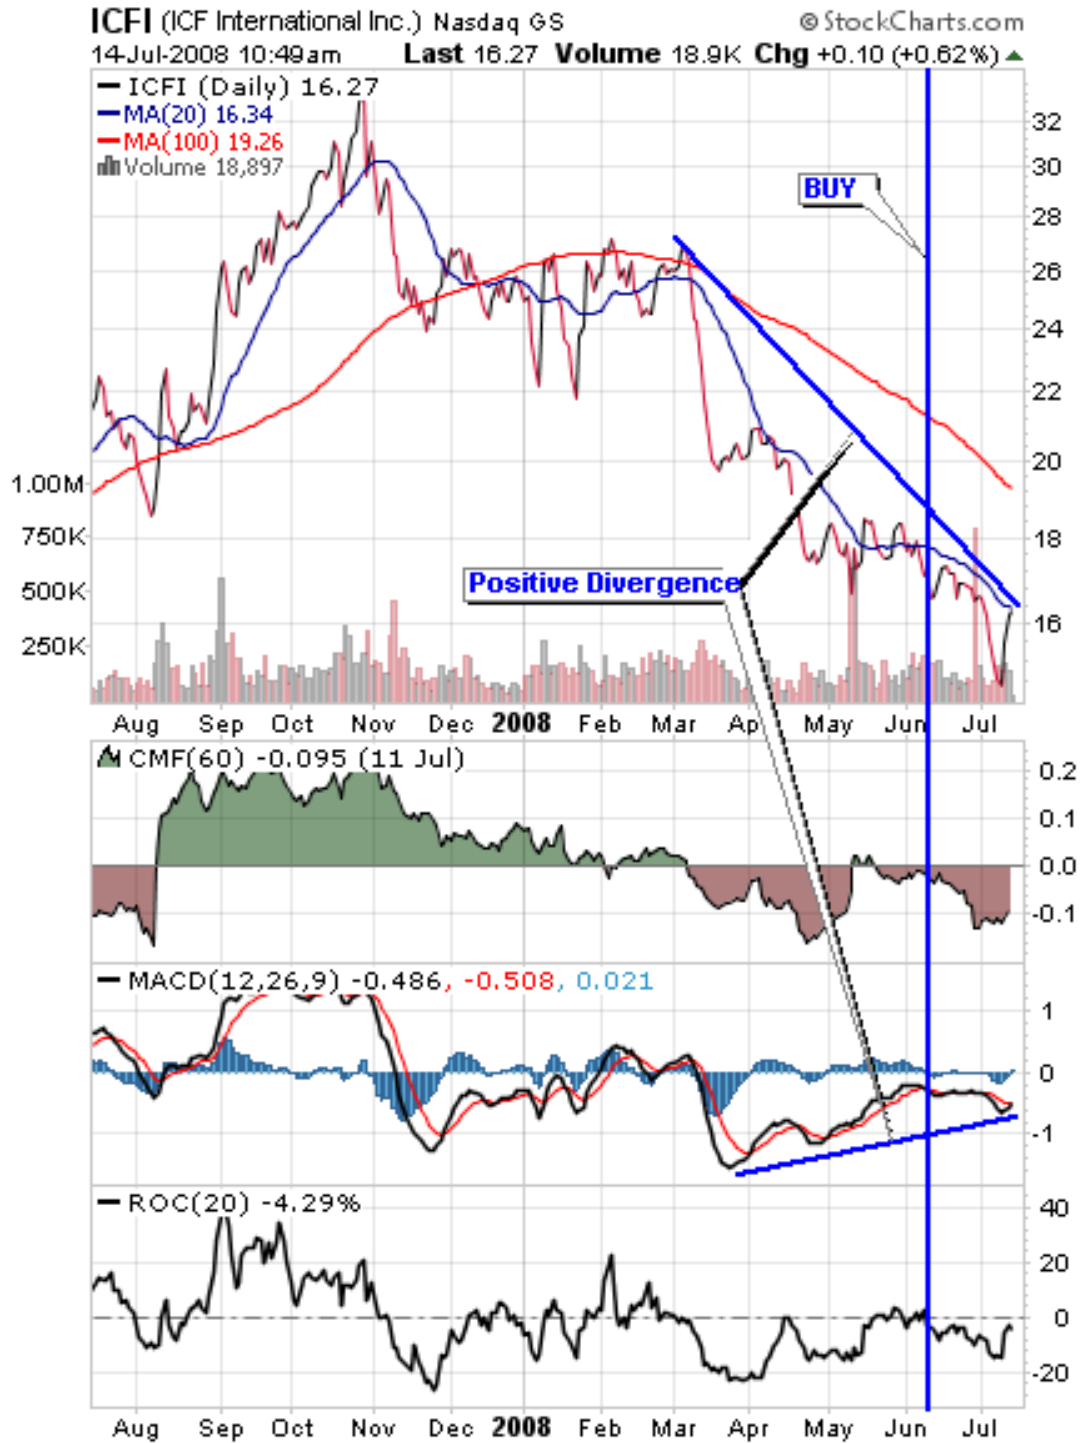 ICFI (ICF International Inc.) Nasdaq GS © StockCharts.com
14-Jul-2008 10:49am Last 16.27 Volume 18.9K Chg +0.10 (+0.62%)
ICFI (Daily) 16.27
MA(20) 16.34
MA(100) 19.26
Volume 18,897
32
30
BUY
28
26
24
22
20
1.00M
750K
18
500K
Positive Divergence
16
250K
Aug Sep Oct Nov Dec 2008 Feb Mar Apr May Jun Jul
CMF(60) -0.095 (11 Jul)
0.2
0.1
0.0
-0.1
MACD(12,26,9) -0.486, -0.508, 0.021
1
0
-1
ROC(20) -4.29%
40
20
0
-20
Aug Sep Oct Nov Dec 2008 Feb Mar Apr May Jun Jul